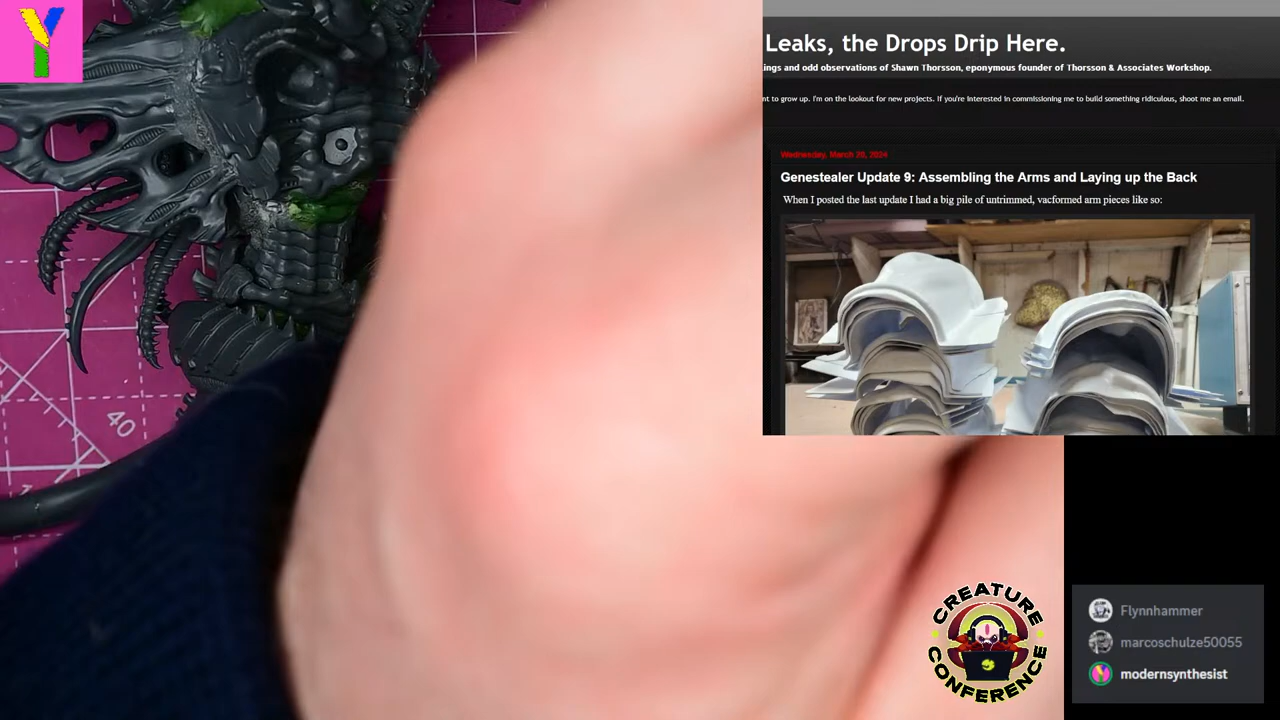 Y
Leaks, the Drops Drip Here.
ings and odd observations of Shawn Thorsson, eponymous founder of Thorsson & Associates Workshop.
nt to grow up. I'm on the lookout for new projects. If you're interested in commissioning me to build something ridiculous, shoot me an email.
Wednesday, March 20, 2024
Genestealer Update 9: Assembling the Arms and Laying up the Back
When I posted the last update I had a big pile of untrimmed, vacformed arm pieces like so:
40
CREATURE
CONFERENCE
Flynnhammer
marcoschulze50055
modernsynthesist